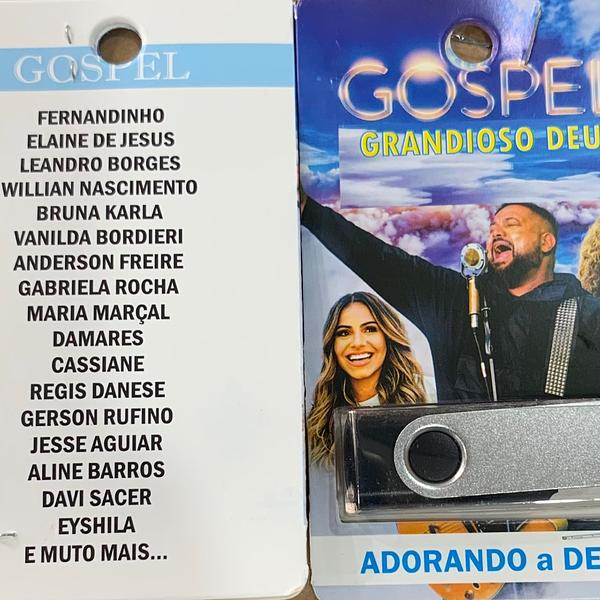 GOSPEL
FERNANDINHO
ELAINE DE JESUS
LEANDRO BORGES
WILLIAN NASCIMENTO
BRUNA KARLA
VANILDA BORDIERI
ANDERSON FREIRE
GABRIELA ROCHA
MARIA MARÇAL
DAMARES
CASSIANE
REGIS DANESE
GERSON RUFINO
JESSE AGUIAR
ALINE BARROS
DAVI SACER
EYSHILA
E MUTO MAIS...
GOSPEL
GRANDIOSO DEU
ADORANDO a DE